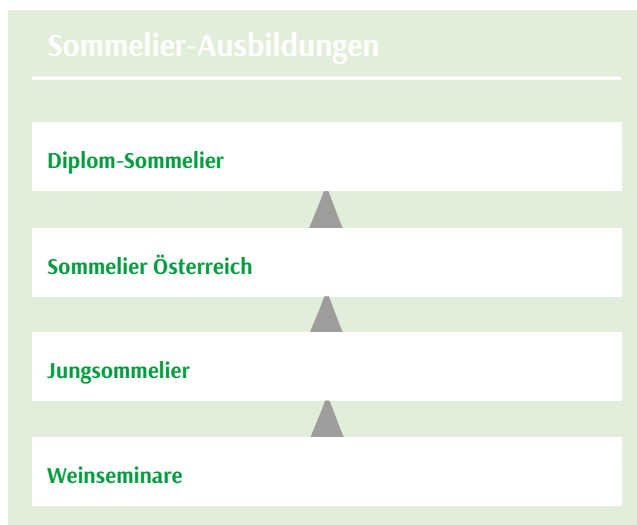 Sommelier-Ausbildungen
Diplom-Sommelier
Sommelier Österreich
Jungsommelier
Weinseminare